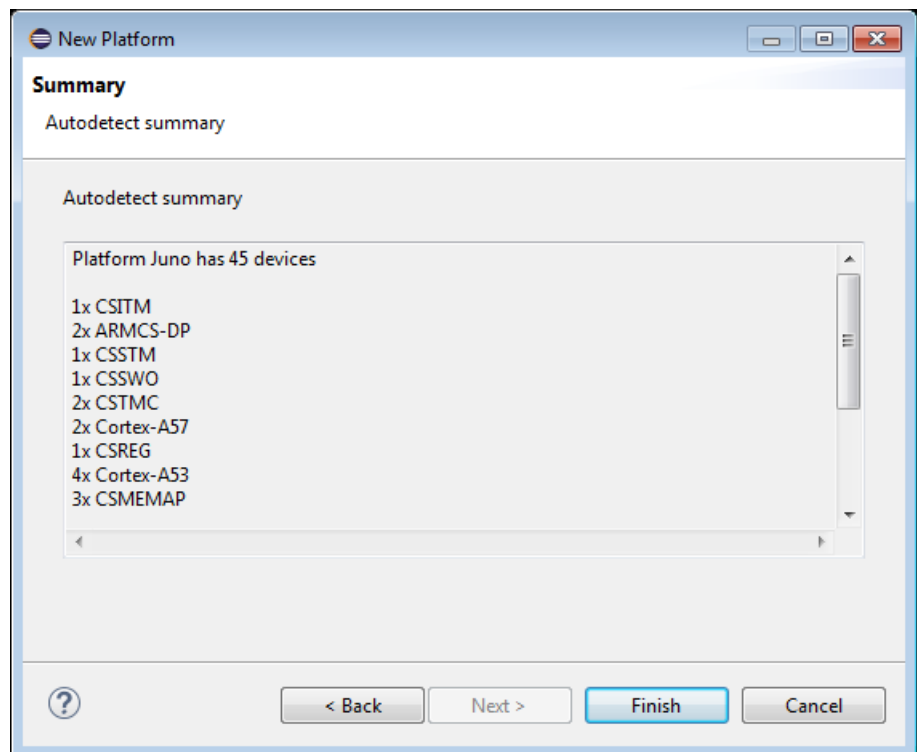 New Platform
Summary
Autodetect summary
Autodetect summary
Platform Juno has 45 devices
1x CSITM
2x ARMCS-DP
1x CSSTM
1x CSSWO
2x CSTMC
2x Cortex-A57
1x CSREG
4x Cortex-A53
3x CSMEMAP
?
< Back
Next >
Finish
Cancel